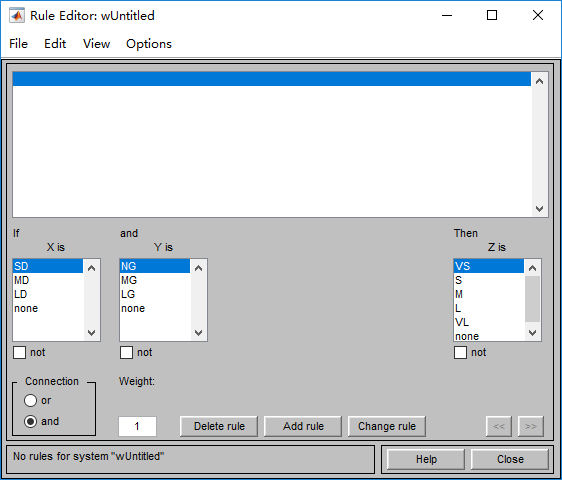 Rule Editor: wUntitled
File Edit View Options
If and Then
X is Y is Z is
SD NG VS
MD MG S
LD LG M
none none L
VL
none
not not not
Connection Weight:
or
and 1 Delete rule Add rule Change rule << >>
No rules for system "wUntitled" Help Close